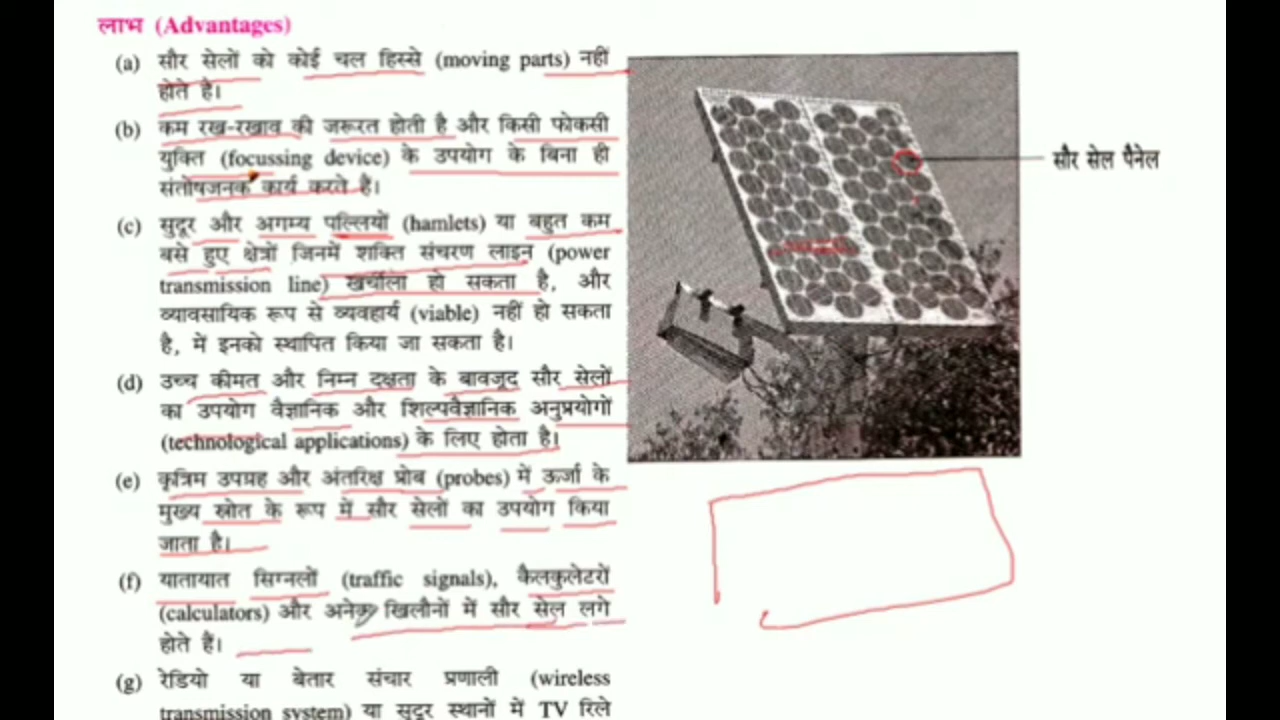 लाभ (Advantages)
(a) सौर सेलों को कोई चल हिस्से (moving parts) नहीं
होते है।
(b) कम रख-रखाव की जरूरत होती है और किसी फोकसी
युक्ति (focussing device) के उपयोग के बिना ही
संतोषजनक कार्य करते है।
(c) सुदूर और अगम्य पल्लियों (hamlets) या बहुत कम
बसे हुए क्षेत्रों जिनमें शक्ति संचरण लाइन (power
transmission line) खर्चीला हो सकता है, और
व्यावसायिक रूप से व्यवहार्य (viable) नहीं हो सकता
है, में इनको स्थापित किया जा सकता है।
(d) उच्च कीमत और निम्न दक्षता के बावजूद सौर सेलों
का उपयोग वैज्ञानिक और शिल्पवैज्ञानिक अनुप्रयोगों
(technological applications) के लिए होता है।
(e) कृत्रिम उपग्रह और अंतरिक्ष प्रोब (probes) में ऊर्जा के
मुख्य स्रोत के रूप में सौर सेलों का उपयोग किया
जाता है।
(f) यातायात सिग्नलों (traffic signals), कैलकुलेटरों
(calculators) और अनेक खिलौनों में सौर सेल लगे
होते हैं।
(g) रेडियो या बेतार संचार प्रणाली (wireless
transmission system) या सुदूर स्थानों में TV रिले
सौर सेल पैनेल